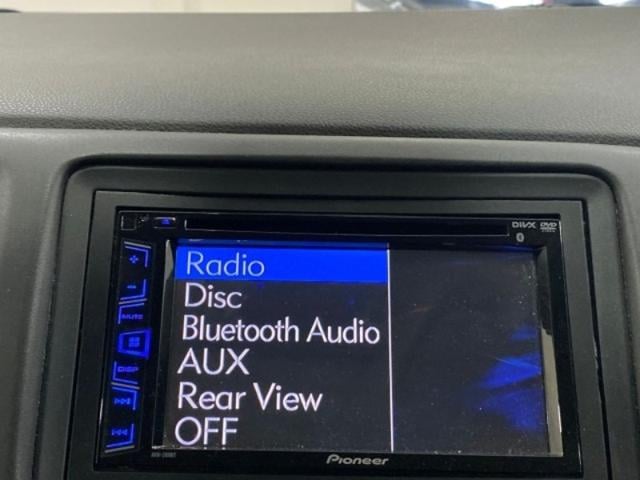 DIVX DVD
Radio
Disc
Bluetooth Audio
AUX
Rear View
OFF
MUTE
DISP
Pioneer